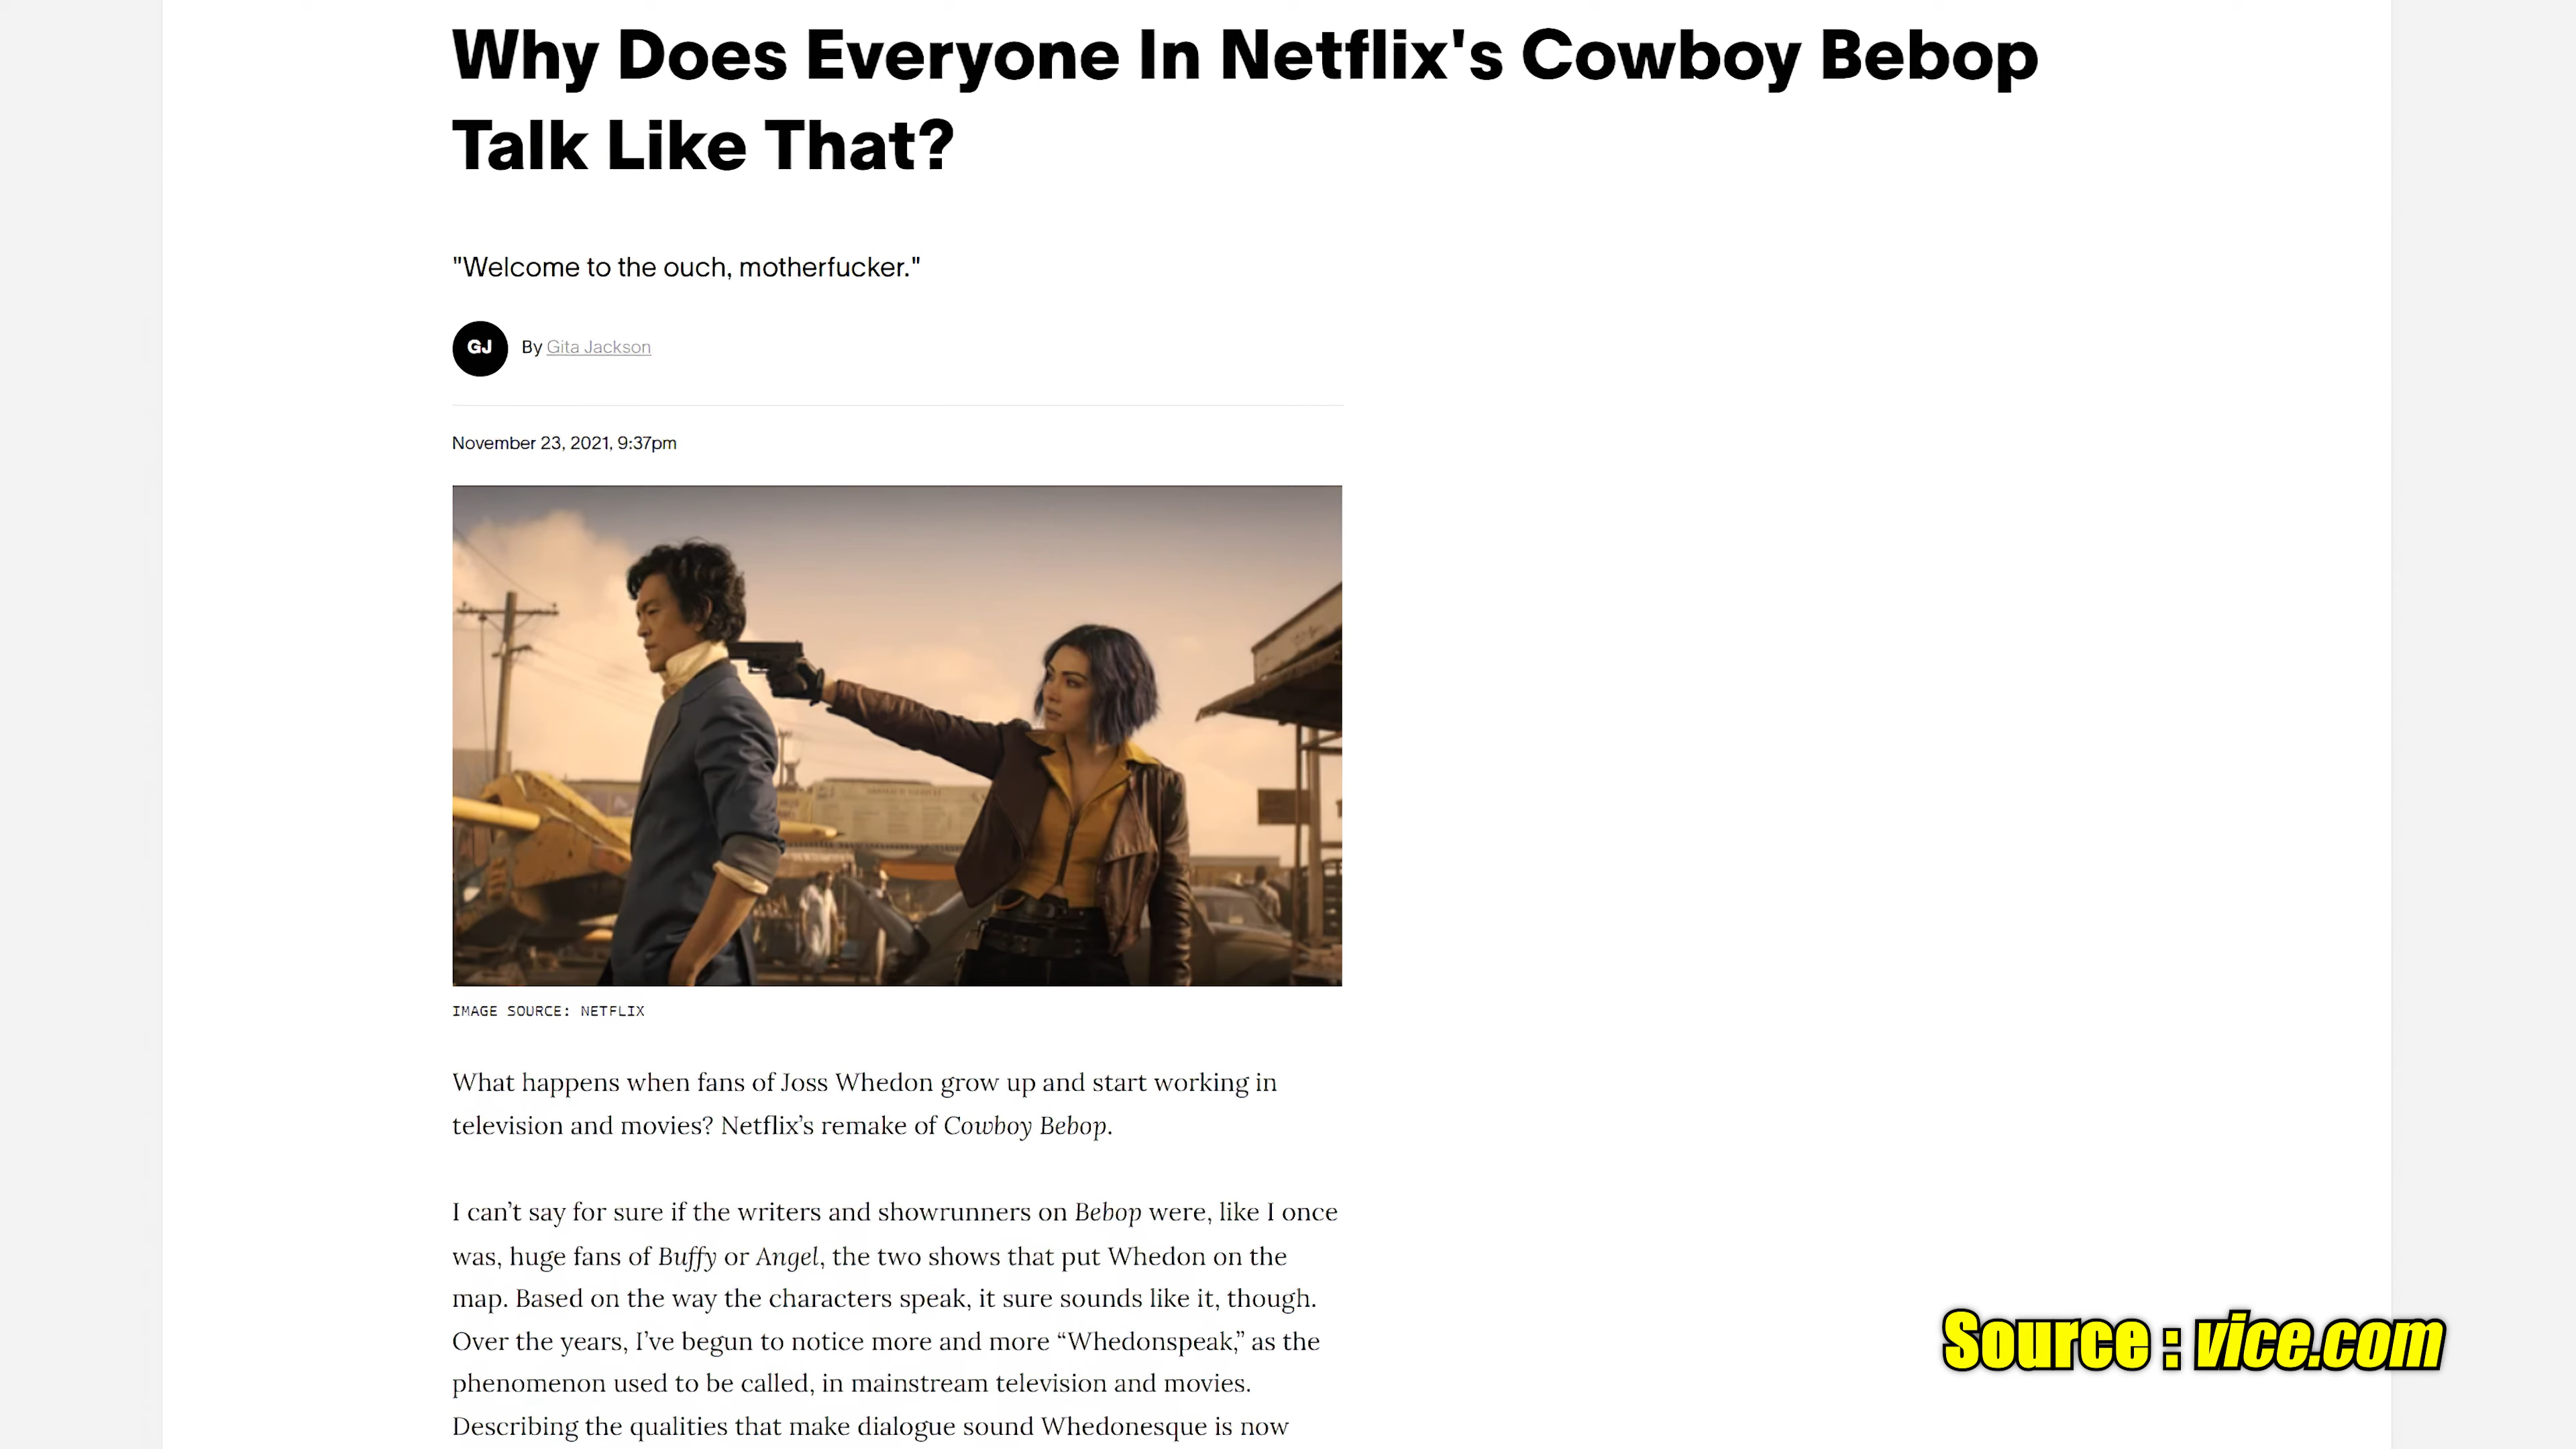 Why Does Everyone In Netflix's Cowboy Bebop
Talk Like That?
"Welcome to the ouch, motherfucker."
GJ
By Gita Jackson
November 23, 2021, 9:37pm
IMAGE SOURCE: NETFLIX
What happens when fans of Joss Whedon grow up and start working in
television and movies? Netflix’s remake of Cowboy Bebop.
I can’t say for sure if the writers and showrunners on Bebop were, like I once
was, huge fans of Buffy or Angel, the two shows that put Whedon on the
map. Based on the way the characters speak, it sure sounds like it, though.
Over the years, I’ve begun to notice more and more “Whedonspeak,” as the
phenomenon used to be called, in mainstream television and movies.
Describing the qualities that make dialogue sound Whedonesque is now
Source : vice.com